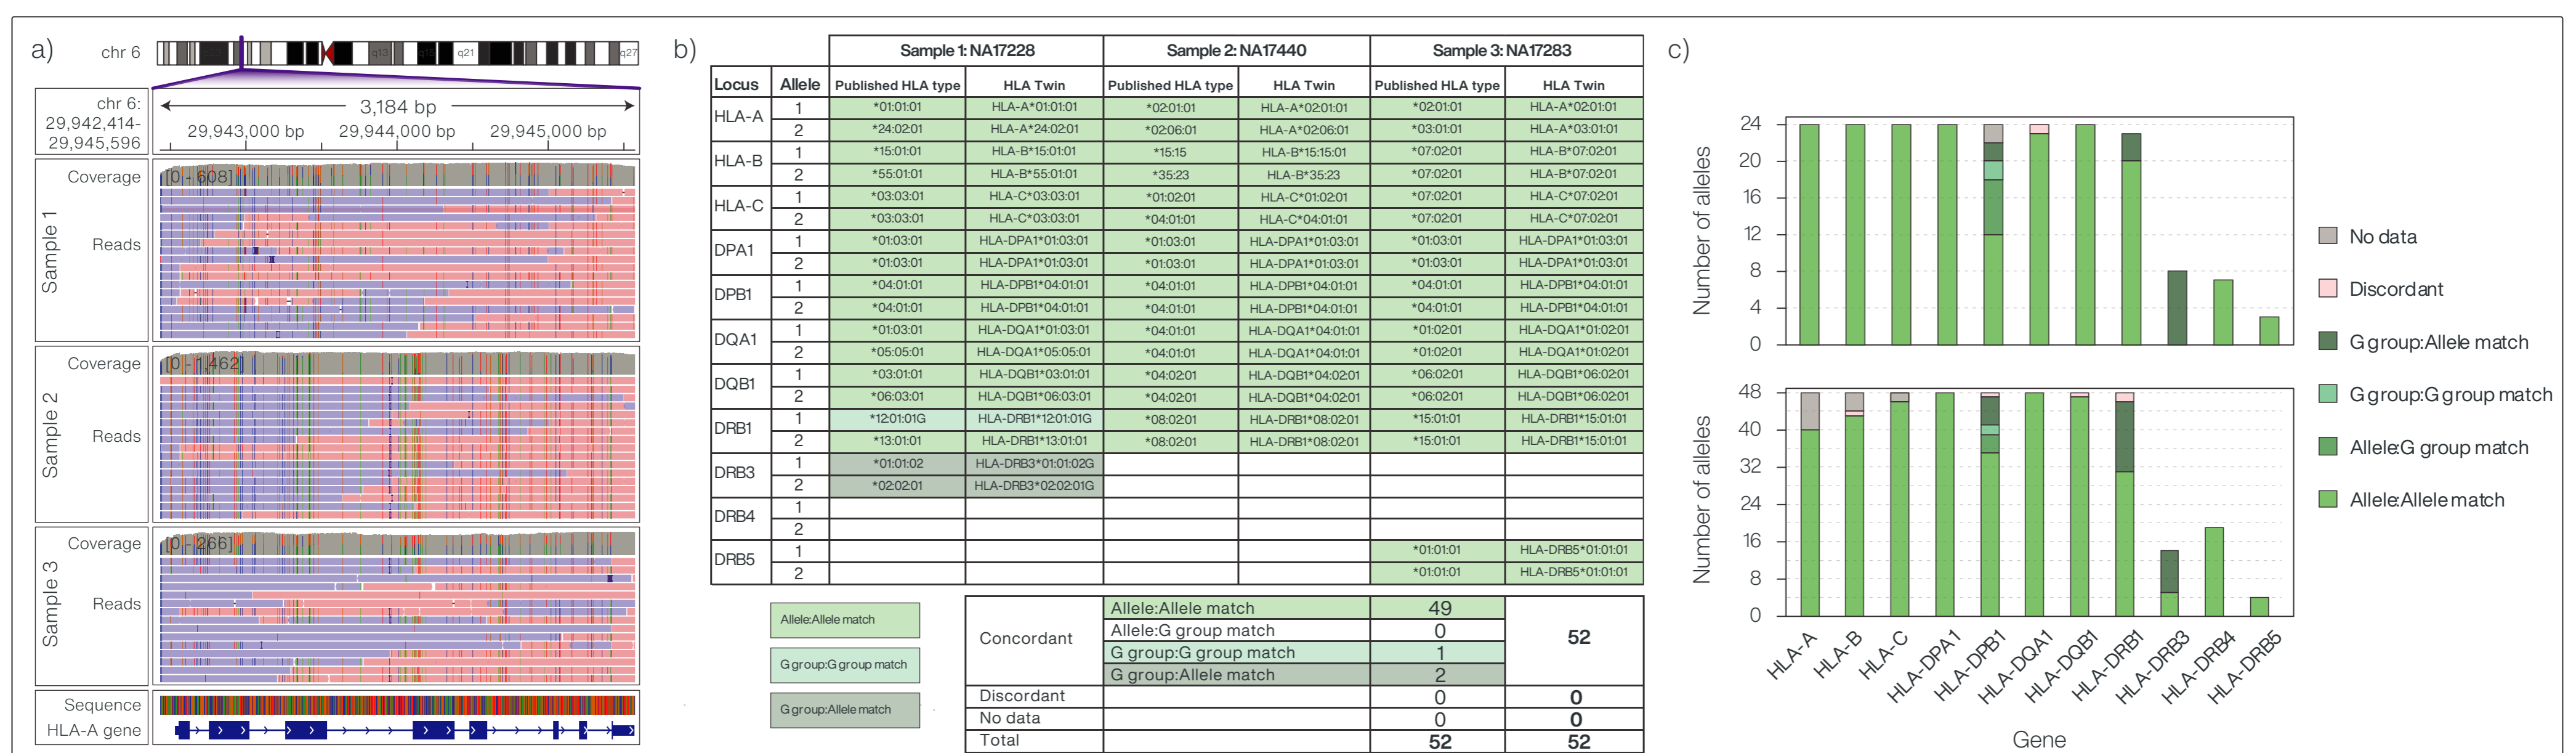 a)
chr 6
q13
q15
q21
q27
chr 6:
29,942,414-
29,945,596
3,184 bp
29,943,000 bp 29,944,000 bp 29,945,000 bp
Sample 1
Coverage
[0 - 608]
Reads
Sample 2
Coverage
[0 - 1,462]
Reads
Sample 3
Coverage
[0 - 266]
Reads
Sequence
HLA-A gene
b)
Sample 1: NA17228 Sample 2: NA17440 Sample 3: NA17283
Locus Allele Published HLA type HLA Twin Published HLA type HLA Twin Published HLA type HLA Twin
HLA-A 1 *01:01:01 HLA-A*01:01:01 *02:01:01 HLA-A*02:01:01 *02:01:01 HLA-A*02:01:01
2 *24:02:01 HLA-A*24:02:01 *02:06:01 HLA-A*02:06:01 *03:01:01 HLA-A*03:01:01
HLA-B 1 *15:01:01 HLA-B*15:01:01 *15:15 HLA-B*15:15:01 *07:02:01 HLA-B*07:02:01
2 *55:01:01 HLA-B*55:01:01 *35:23 HLA-B*35:23 *07:02:01 HLA-B*07:02:01
HLA-C 1 *03:03:01 HLA-C*03:03:01 *01:02:01 HLA-C*01:02:01 *07:02:01 HLA-C*07:02:01
2 *03:03:01 HLA-C*03:03:01 *04:01:01 HLA-C*04:01:01 *07:02:01 HLA-C*07:02:01
DPA1 1 *01:03:01 HLA-DPA1*01:03:01 *01:03:01 HLA-DPA1*01:03:01 *01:03:01 HLA-DPA1*01:03:01
2 *01:03:01 HLA-DPA1*01:03:01 *01:03:01 HLA-DPA1*01:03:01 *01:03:01 HLA-DPA1*01:03:01
DPB1 1 *04:01:01 HLA-DPB1*04:01:01 *04:01:01 HLA-DPB1*04:01:01 *04:01:01 HLA-DPB1*04:01:01
2 *04:01:01 HLA-DPB1*04:01:01 *04:01:01 HLA-DPB1*04:01:01 *04:01:01 HLA-DPB1*04:01:01
DQA1 1 *01:03:01 HLA-DQA1*01:03:01 *04:01:01 HLA-DQA1*04:01:01 *01:02:01 HLA-DQA1*01:02:01
2 *05:05:01 HLA-DQA1*05:05:01 *04:01:01 HLA-DQA1*04:01:01 *01:02:01 HLA-DQA1*01:02:01
DQB1 1 *03:01:01 HLA-DQB1*03:01:01 *04:02:01 HLA-DQB1*04:02:01 *06:02:01 HLA-DQB1*06:02:01
2 *06:03:01 HLA-DQB1*06:03:01 *04:02:01 HLA-DQB1*04:02:01 *06:02:01 HLA-DQB1*06:02:01
DRB1 1 *12:01:01G HLA-DRB1*12:01:01G *08:02:01 HLA-DRB1*08:02:01 *15:01:01 HLA-DRB1*15:01:01
2 *13:01:01 HLA-DRB1*13:01:01 *08:02:01 HLA-DRB1*08:02:01 *15:01:01 HLA-DRB1*15:01:01
DRB3 1 *01:01:02 HLA-DRB3*01:01:02G
2 *02:02:01 HLA-DRB3*02:02:01G
DRB4 1
2
DRB5 1 *01:01:01 HLA-DRB5*01:01:01
2 *01:01:01 HLA-DRB5*01:01:01
Allele:Allele match
G group:G group match
G group:Allele match
Concordant Allele:Allele match 49 52
Allele:G group match 0
G group:G group match 1
G group:Allele match 2
Discordant 0 0
No data 0 0
Total 52 52
c)
Number of alleles
24
20
16
12
8
4
0
Number of alleles
48
40
32
24
16
8
0
HLA-A HLA-B HLA-C HLA-DPA1 HLA-DPB1 HLA-DQA1 HLA-DQB1 HLA-DRB1 HLA-DRB3 HLA-DRB4 HLA-DRB5
Gene
No data
Discordant
G group:Allele match
G group:G group match
Allele:G group match
Allele:Allele match